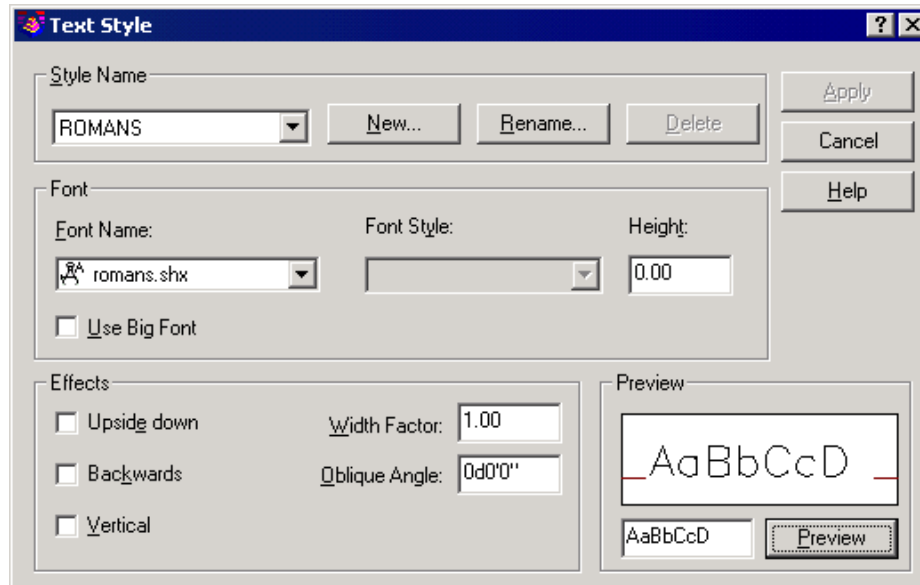 Text Style
Style Name
ROMANS New... Rename... Delete
Apply
Cancel
Help
Font
Font Name: Font Style: Height:
romans.shx 0.00
Use Big Font
Effects
Upside down Width Factor: 1.00
Backwards Oblique Angle: 0d0'0"
Vertical
Preview
AaBbCcD
AaBbCcD Preview